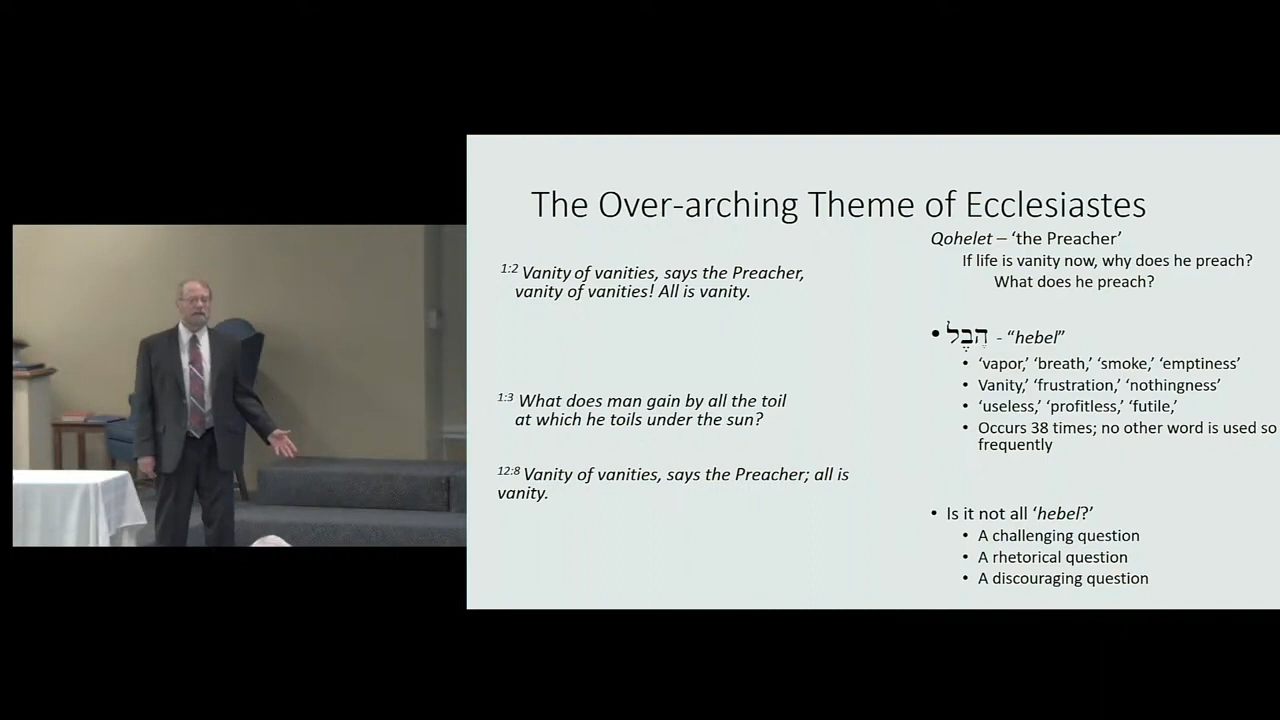 The Over-arching Theme of Ecclesiastes
1:2 Vanity of vanities, says the Preacher,
vanity of vanities! All is vanity.
1:3 What does man gain by all the toil
at which he toils under the sun?
12:8 Vanity of vanities, says the Preacher; all is
vanity.
Qohelet – ‘the Preacher’
If life is vanity now, why does he preach?
What does he preach?
• הֶבֶל - “hebel”
• ‘vapor,’ ‘breath,’ ‘smoke,’ ‘emptiness’
• Vanity,’ ‘frustration,’ ‘nothingness’
• ‘useless,’ ‘profitless,’ ‘futile,’
• Occurs 38 times; no other word is used so
frequently
• Is it not all ‘hebel?’
• A challenging question
• A rhetorical question
• A discouraging question